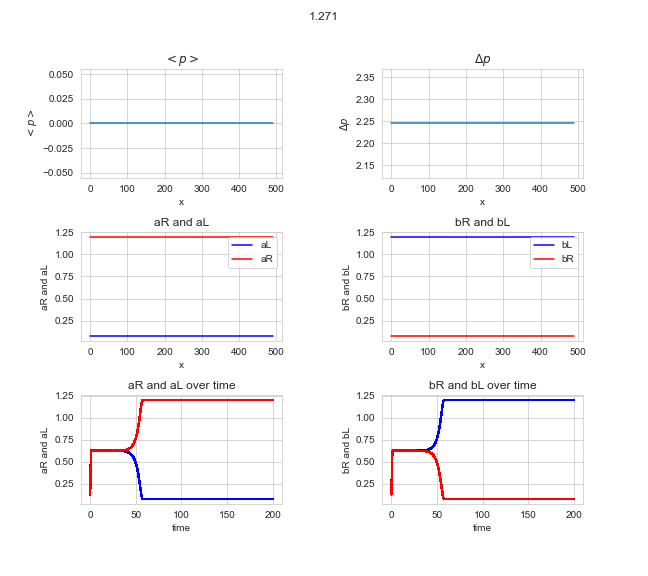 1.271
< p >
Δp
0.050
0.025
0.000
−0.025
−0.050
< p >
0 100 200 300 400 500
x
2.35
2.30
2.25
2.20
2.15
Δp
0 100 200 300 400 500
x
aR and aL
bR and bL
1.25
1.00
0.75
0.50
0.25
aR and aL
aL
aR
0 100 200 300 400 500
x
1.25
1.00
0.75
0.50
0.25
bR and bL
bL
bR
0 100 200 300 400 500
x
aR and aL over time
bR and bL over time
1.25
1.00
0.75
0.50
0.25
aR and aL
0 50 100 150 200
time
1.25
1.00
0.75
0.50
0.25
bR and bL
0 50 100 150 200
time